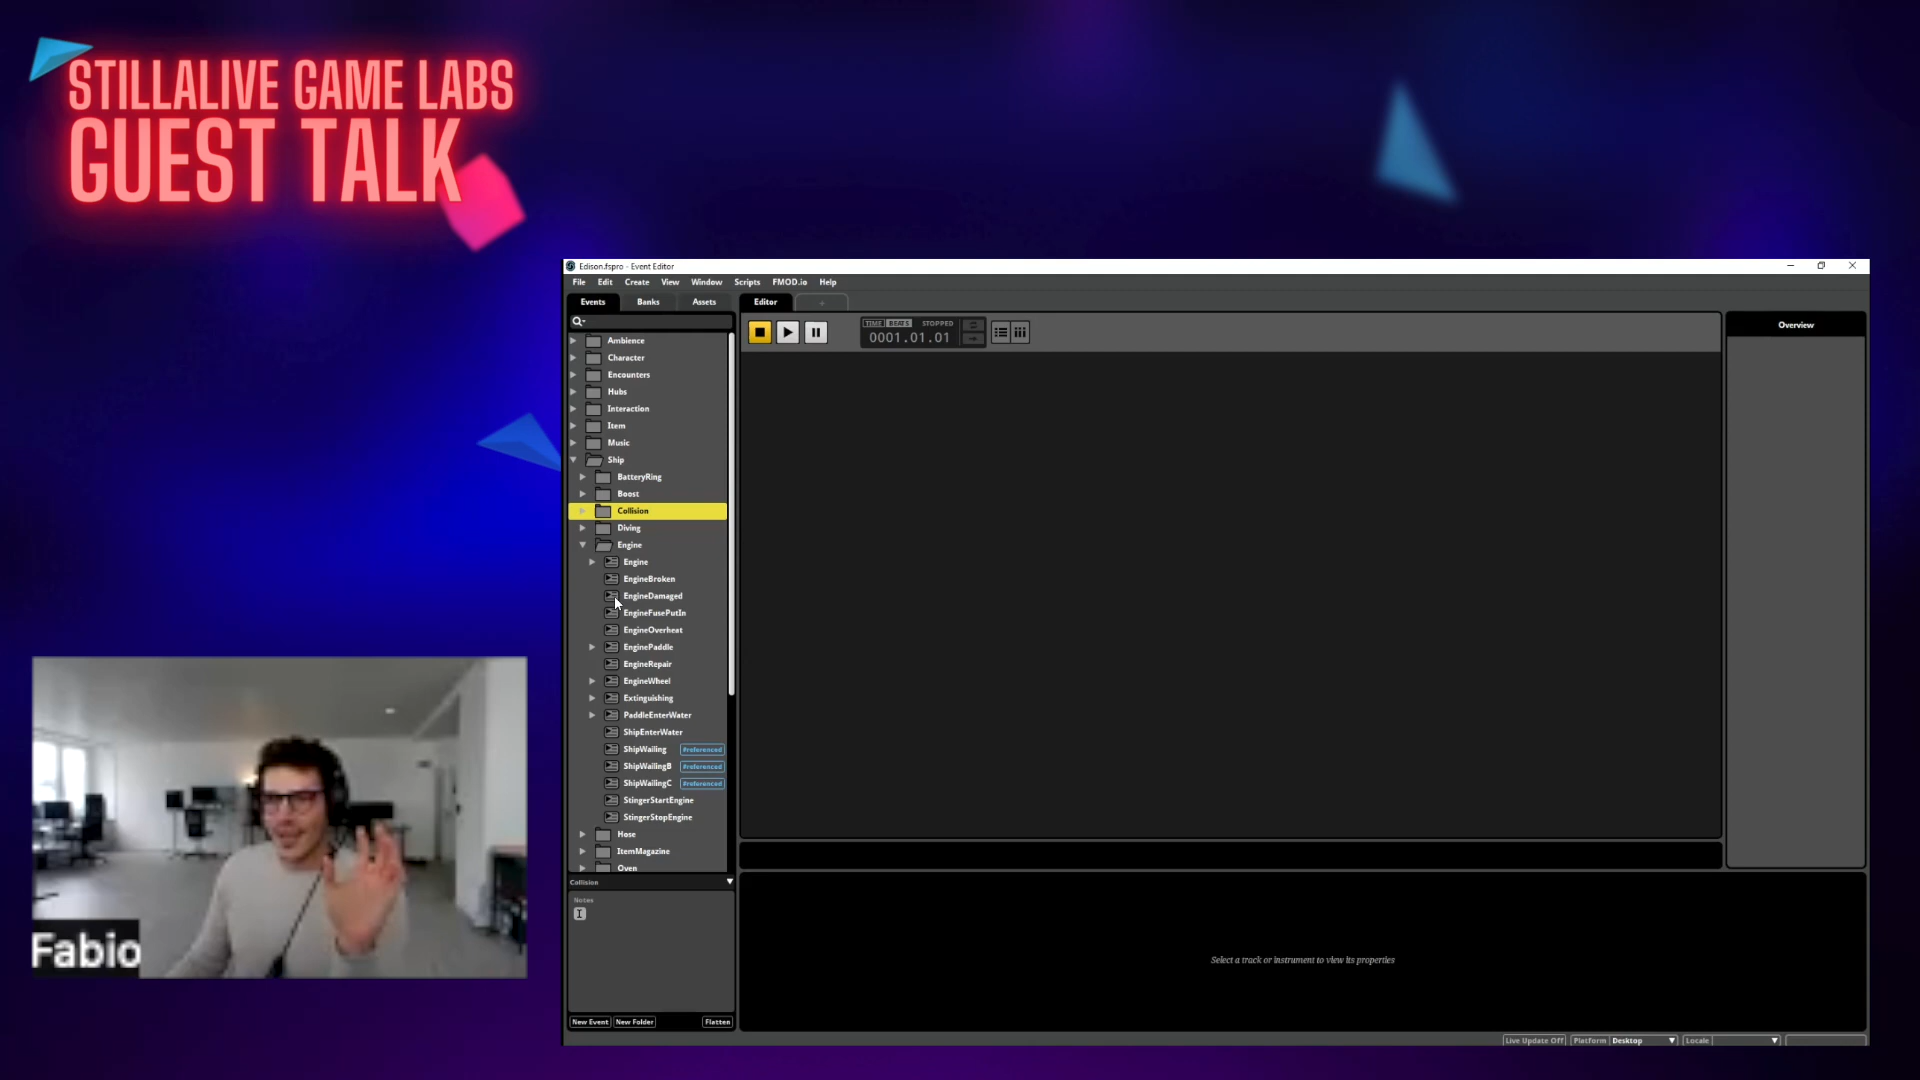 STILLALIVE GAME LABS
GUEST TALK
Edison.fspro - Event Editor
File Edit Create View Window Scripts FMOD.io Help
Events Banks Assets Editor +
TIME BEATS STOPPED
0001.01.01
Overview
Ambience
Character
Encounters
Hubs
Interaction
Item
Music
Ship
BatteryRing
Boost
Collision
Diving
Engine
Engine
EngineBroken
EngineDamaged
EngineFusePutIn
EngineOverheat
EnginePaddle
EngineRepair
EngineWheel
Extinguishing
PaddleEnterWater
ShipEnterWater
ShipWailing #referenced
ShipWailingB #referenced
ShipWailingC #referenced
StingerStartEngine
StingerStopEngine
Hose
ItemMagazine
Oven
Collision
Notes
Select a track or instrument to view its properties
New Event New Folder Flatten
Live Update Off Platform Desktop Locale
Fabio